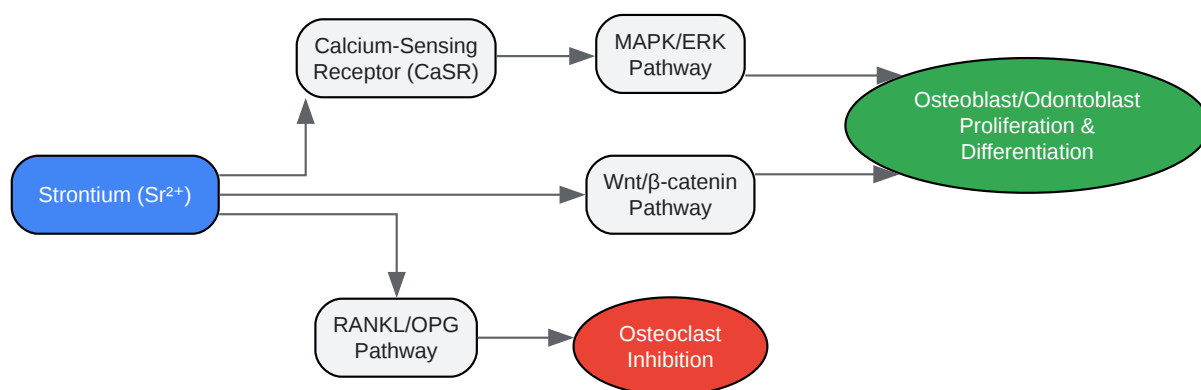 Calcium-Sensing
Receptor (CaSR)
MAPK/ERK
Pathway
Osteoblast/Odontoblast
Proliferation &
Differentiation
Strontium (Sr²⁺)
Wnt/β-catenin
Pathway
RANKL/OPG
Pathway
Osteoclast
Inhibition